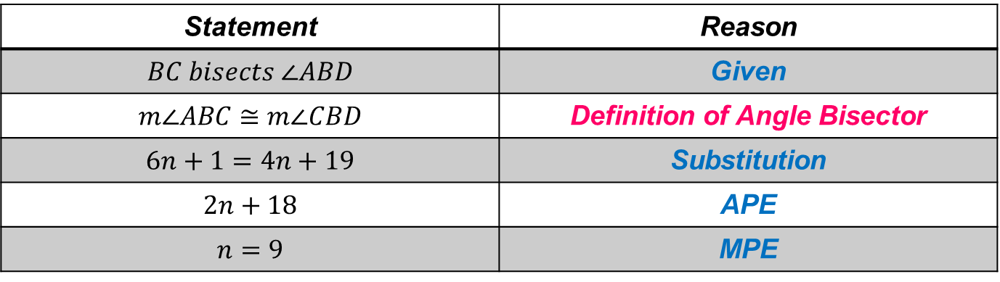 Statement Reason
BC bisects ∠ABD Given
m∠ABC ≅ m∠CBD Definition of Angle Bisector
6n + 1 = 4n + 19 Substitution
2n + 18 APE
n = 9 MPE